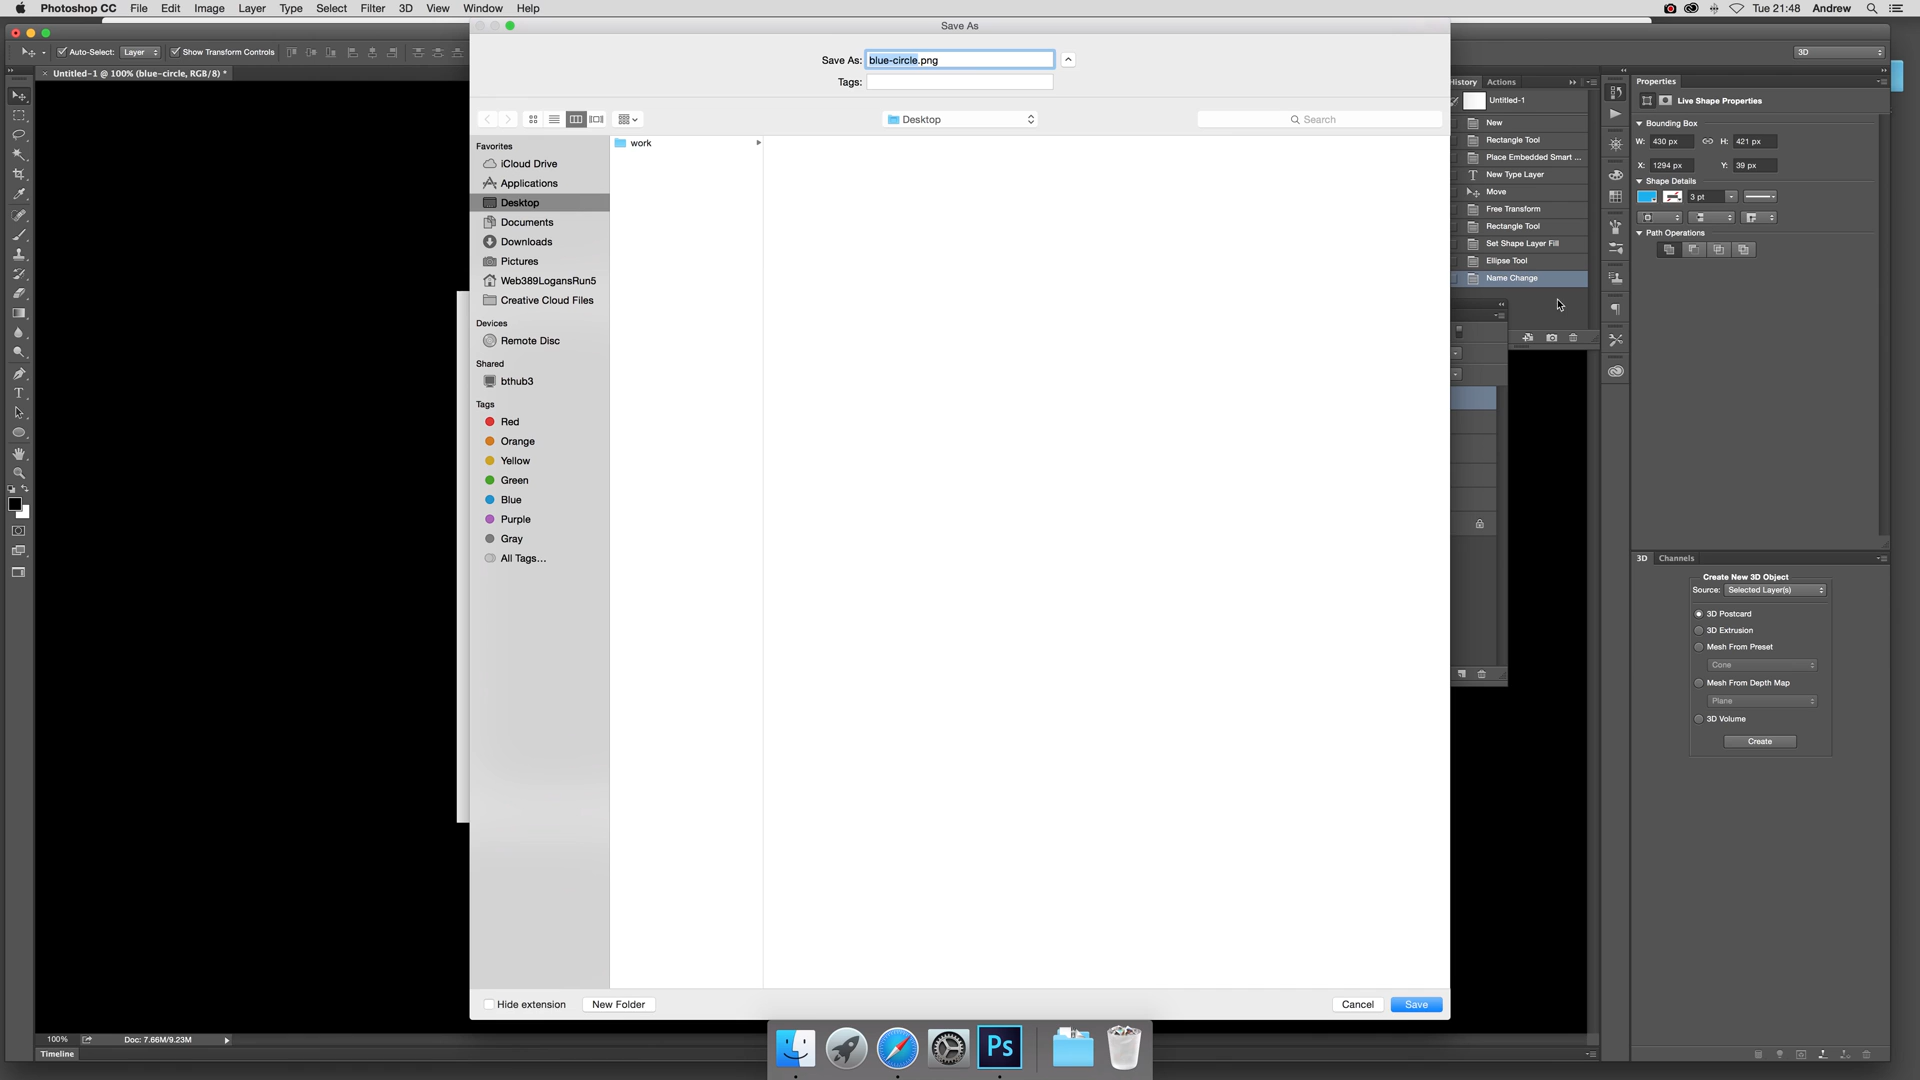 Photoshop CC File Edit Image Layer Type Select Filter 3D View Window Help Tue 21:48 Andrew
Save As
Auto-Select: Layer Show Transform Controls 3D
Save As: blue-circle.png
Tags:
× Untitled-1 @ 100% (blue-circle, RGB/8) *
History Actions
Properties
Untitled-1
Live Shape Properties
Desktop
Search
New
Bounding Box
Rectangle Tool
W: 430 px H: 421 px
Place Embedded Smart ...
X: 1294 px Y: 39 px
New Type Layer
Shape Details
Move
3 pt
Free Transform
Rectangle Tool
Path Operations
Set Shape Layer Fill
Ellipse Tool
Name Change
Favorites
iCloud Drive
Applications
Desktop
Documents
Downloads
Pictures
Web389LogansRun5
Creative Cloud Files
Devices
Remote Disc
Shared
bthub3
Tags
Red
Orange
Yellow
Green
Blue
Purple
Gray
All Tags...
work
3D Channels
Create New 3D Object
Source: Selected Layer(s)
3D Postcard
3D Extrusion
Mesh From Preset
Cone
Mesh From Depth Map
Plane
3D Volume
Create
Hide extension New Folder Cancel Save
100% Doc: 7.66M/9.23M
Timeline
Ps